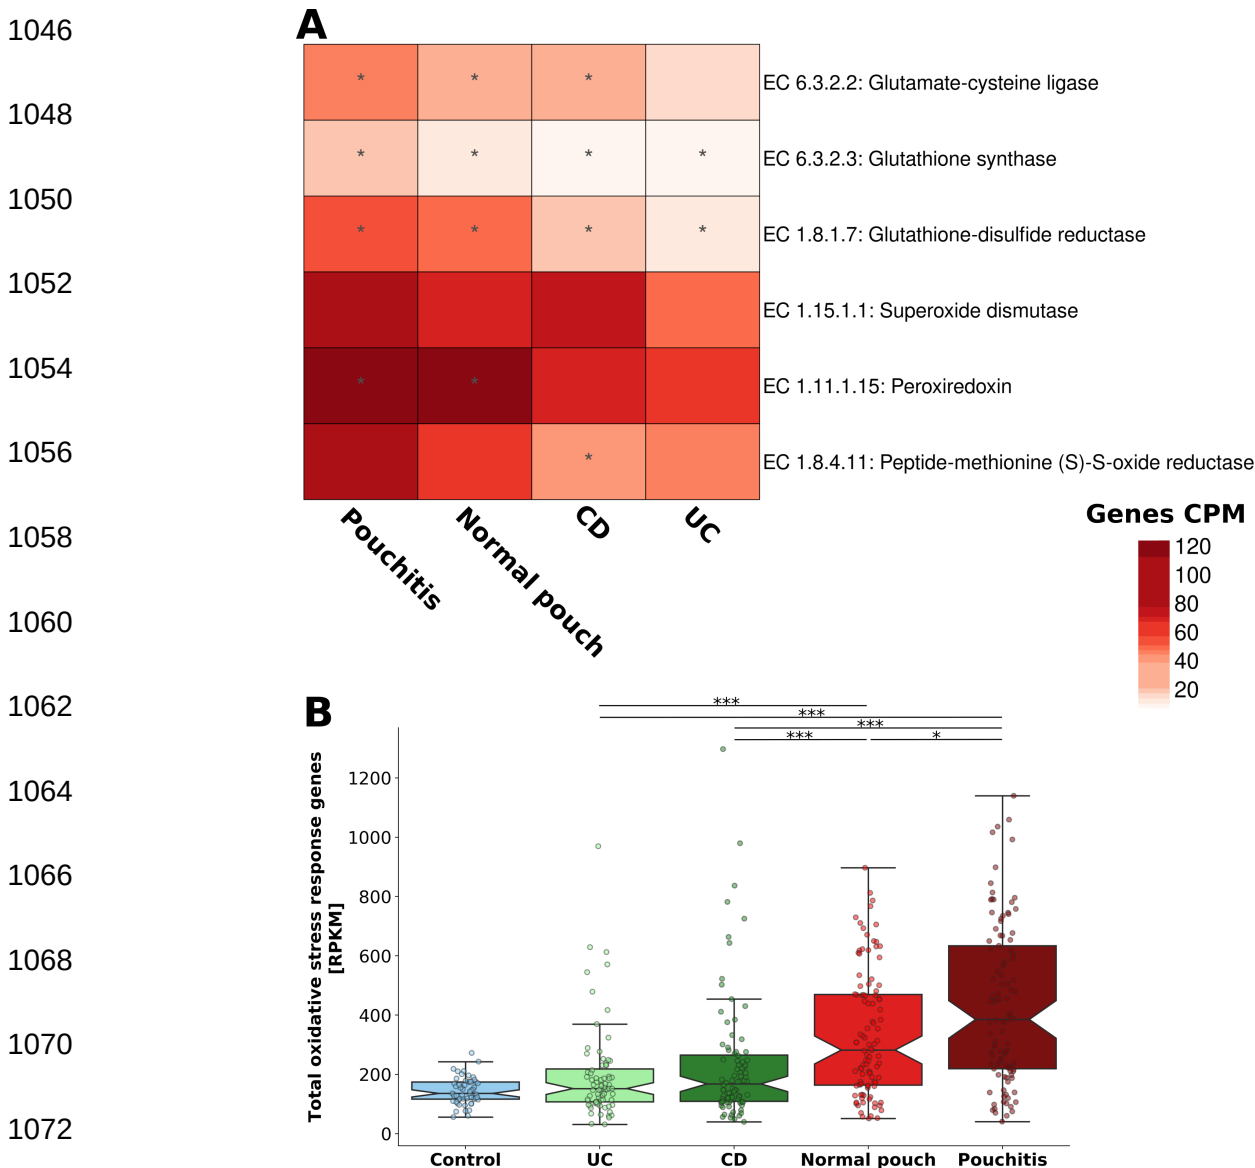 1046
A
* * *
EC 6.3.2.2: Glutamate-cysteine ligase
1048
* * * *
EC 6.3.2.3: Glutathione synthase
1050
* * * *
EC 1.8.1.7: Glutathione-disulfide reductase
1052
EC 1.15.1.1: Superoxide dismutase
1054
* *
EC 1.11.1.15: Peroxiredoxin
1056
*
EC 1.8.4.11: Peptide-methionine (S)-S-oxide reductase
Pouchitis
Normal pouch
CD
UC
1058
Genes CPM
120
100
80
60
40
20
1060
1062
B
***
***
***
*** *
Total oxidative stress response genes
[RPKM]
1200
1000
800
600
400
200
0
1064
1066
1068
1070
1072
Control UC CD Normal pouch Pouchitis